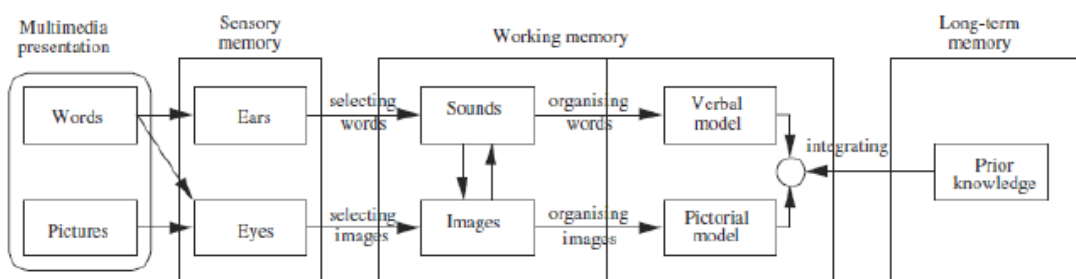 Multimedia
presentation
Sensory
memory
Working memory
Long-term
memory
Words
Ears
selecting
words
Sounds
organising
words
Verbal
model
integrating
Prior
knowledge
Pictures
Eyes
selecting
images
Images
organising
images
Pictorial
model